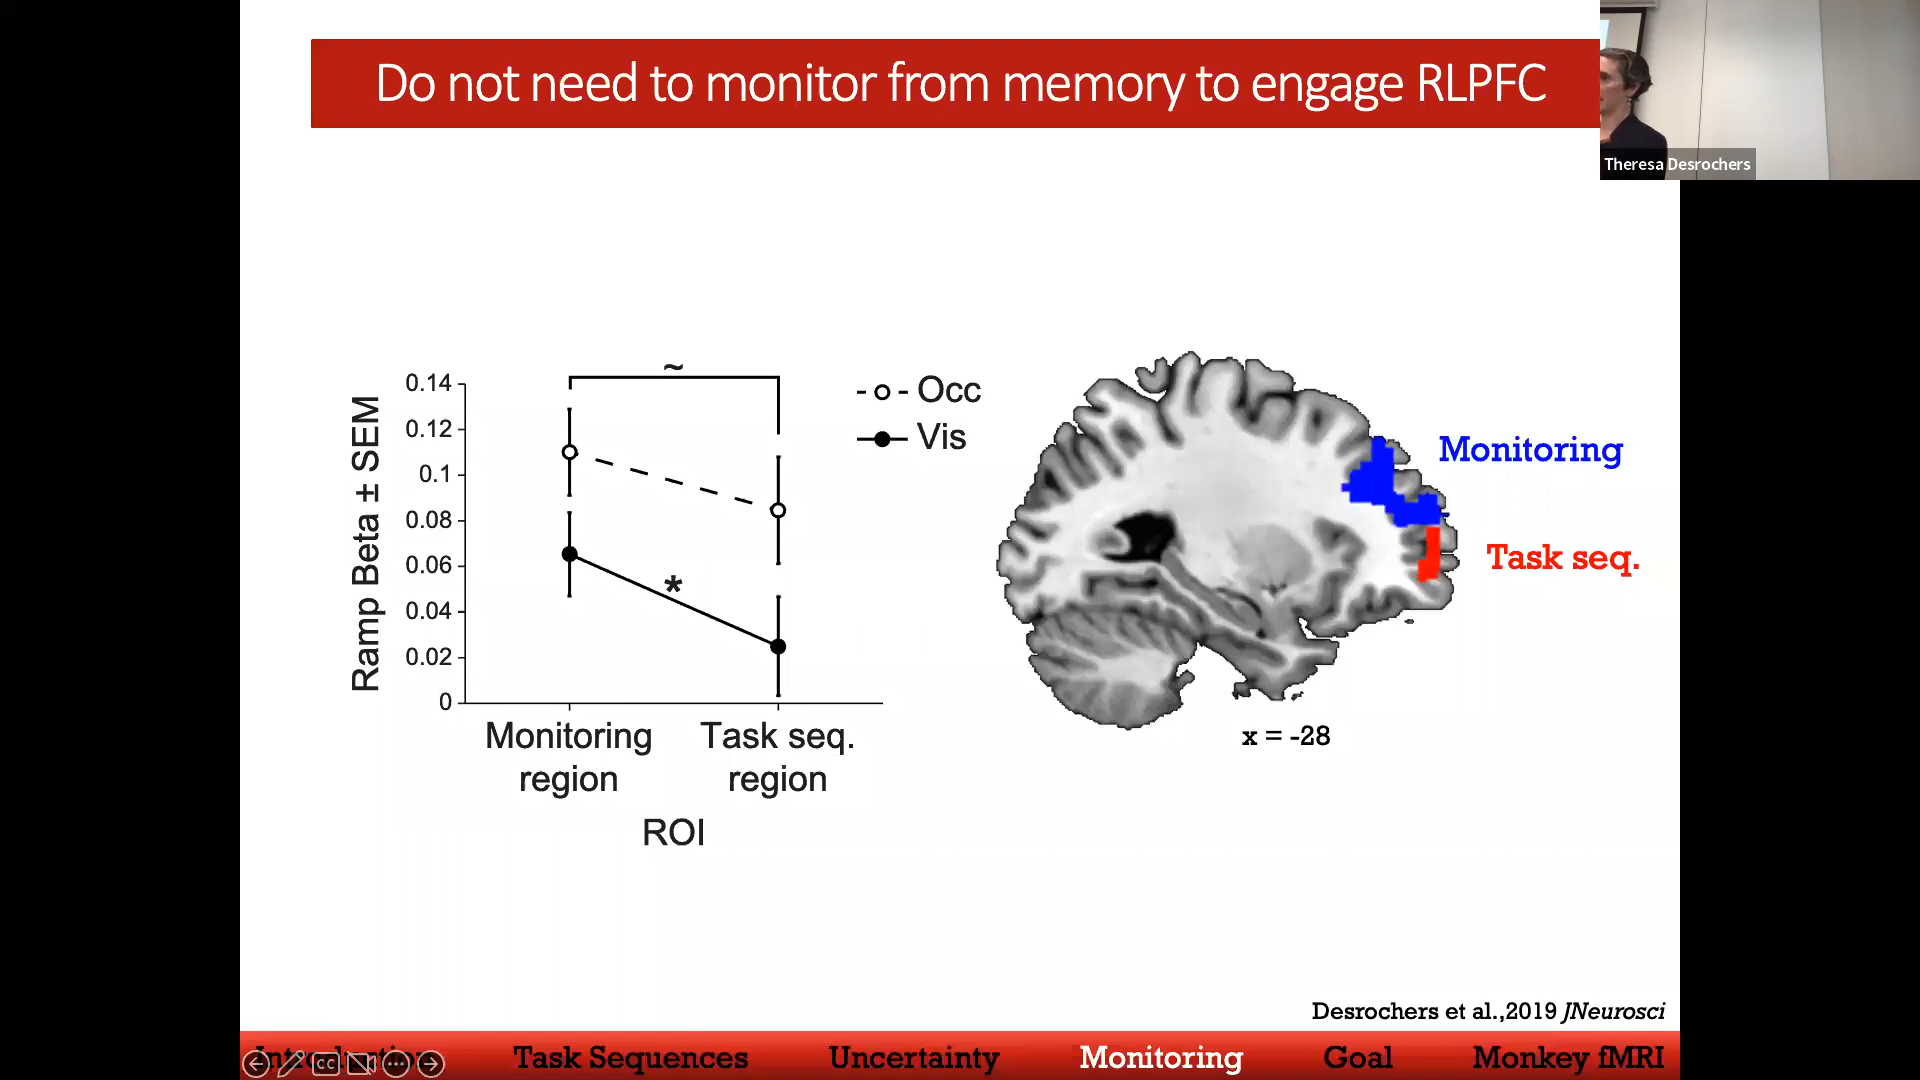 Do not need to monitor from memory to engage RLPFC
Theresa Desrochers
~
- o - Occ
Vis
Ramp Beta ± SEM
0.14
0.12
0.1
0.08
0.06
0.04
0.02
0
*
Monitoring
region
Task seq.
region
ROI
Monitoring
Task seq.
x = -28
Desrochers et al.,2019 JNeurosci
Introduction Task Sequences Uncertainty Monitoring Goal Monkey fMRI
CC